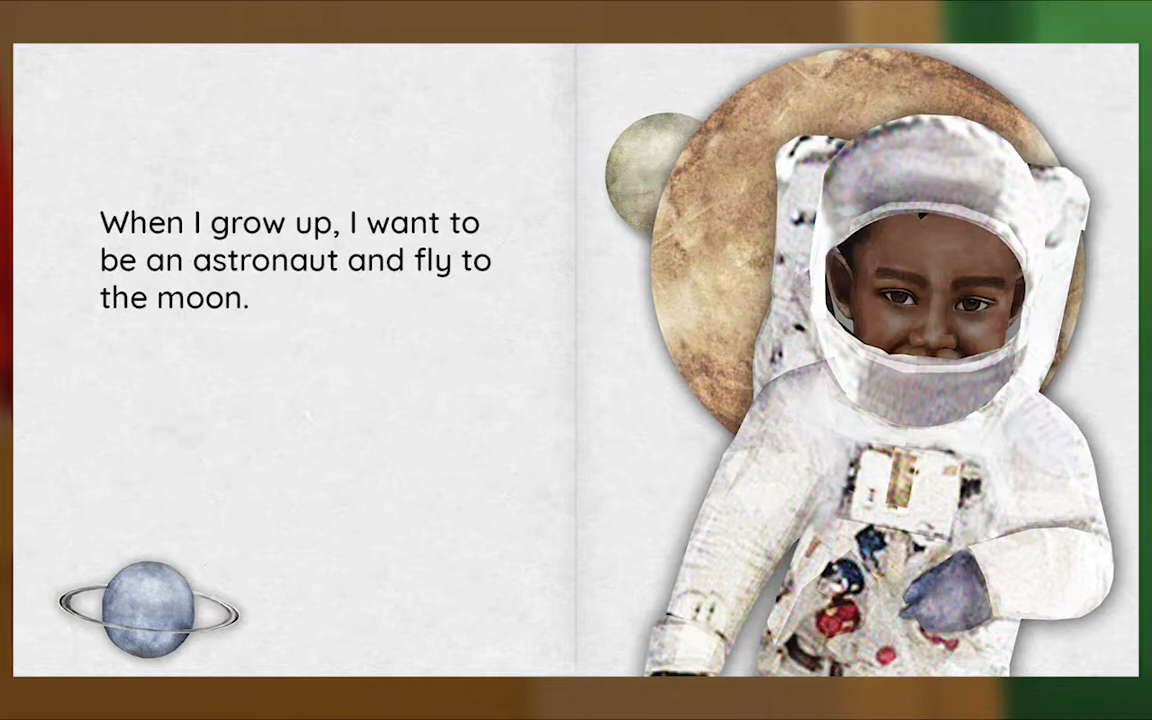 When I grow up, I want to
be an astronaut and fly to
the moon.